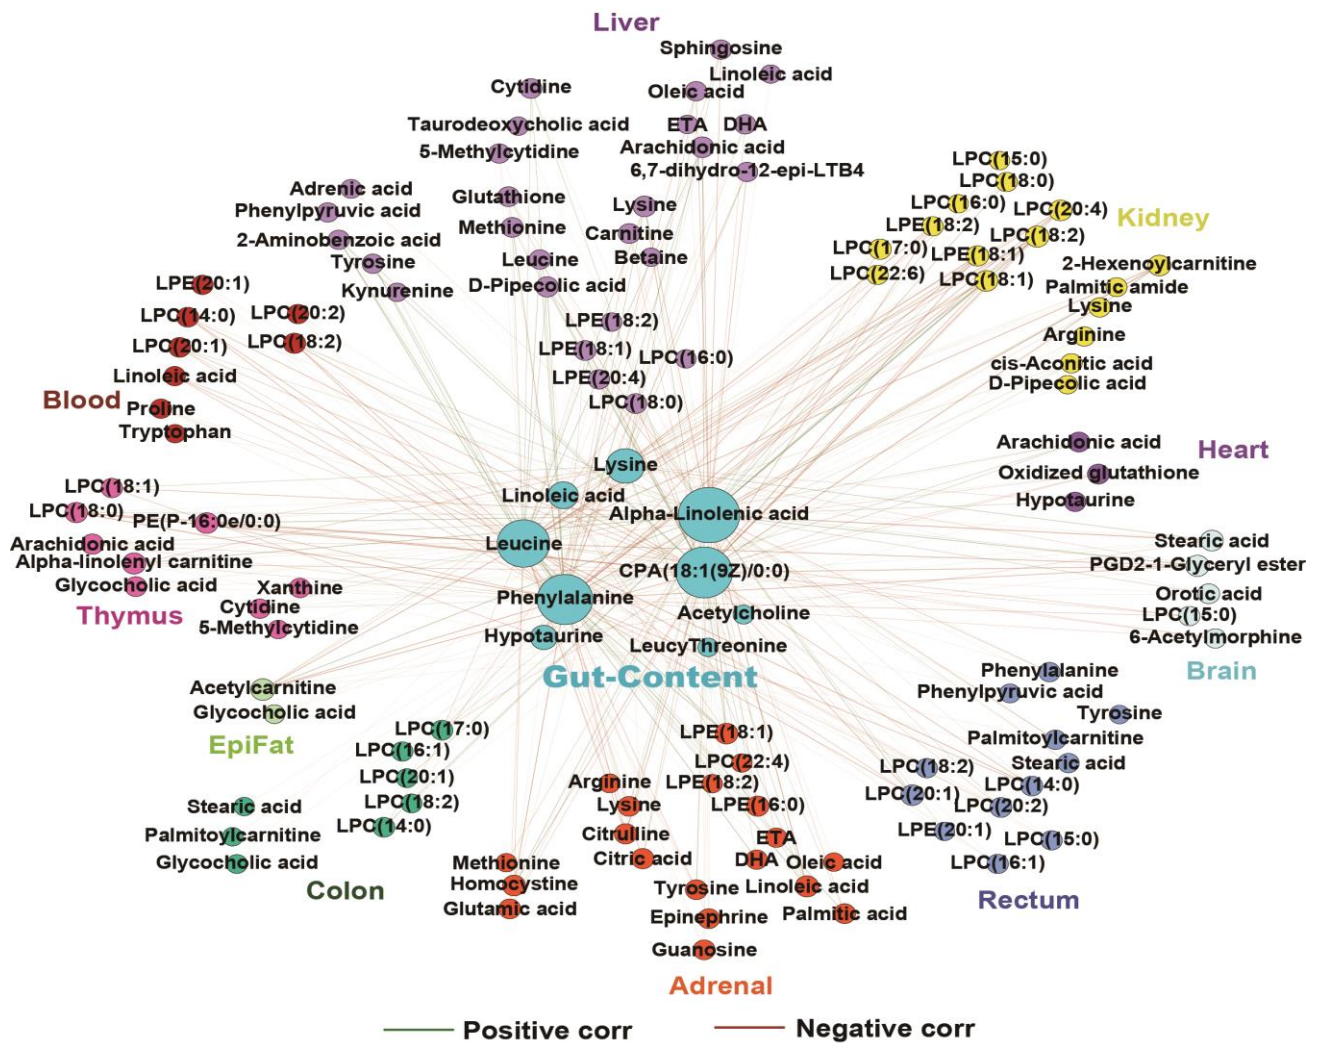 Liver
Sphingosine
Linoleic acid
Cytidine
Oleic acid
Taurodeoxycholic acid
ETA
DHA
5-Methylcytidine
Arachidonic acid
6,7-dihydro-12-epi-LTB4
Adrenic acid
Phenylpyruvic acid
2-Aminobenzoic acid
Tyrosine
Kynurenine
Glutathione
Methionine
Leucine
D-Pipecolic acid
Lysine
Carnitine
Betaine
LPE(18:2)
LPE(18:1)
LPC(16:0)
LPE(20:4)
LPC(18:0)
LPC(15:0)
LPC(18:0)
LPC(16:0)
LPC(20:4)
Kidney
LPE(18:2)
LPC(18:2)
LPC(17:0)
LPE(18:1)
LPC(22:6)
LPC(18:1)
2-Hexenoylcarnitine
Palmitic amide
Lysine
Arginine
cis-Aconitic acid
D-Pipecolic acid
LPE(20:1)
LPC(14:0)
LPC(20:2)
LPC(20:1)
LPC(18:2)
Linoleic acid
Blood
Proline
Tryptophan
Arachidonic acid
Heart
Oxidized glutathione
Hypotaurine
Lysine
Linoleic acid
Alpha-Linolenic acid
Leucine
CPA(18:1(9Z)/0:0)
Phenylalanine
Acetylcholine
Hypotaurine
LeucyThreonine
Gut-Content
LPC(18:1)
LPC(18:0)
PE(P-16:0e/0:0)
Arachidonic acid
Alpha-linolenyl carnitine
Glycocholic acid
Thymus
Xanthine
Cytidine
5-Methylcytidine
Stearic acid
PGD2-1-Glyceryl ester
Orotic acid
LPC(15:0)
6-Acetylmorphine
Brain
Acetylcarnitine
Glycocholic acid
EpiFat
LPC(17:0)
LPC(16:1)
LPC(20:1)
LPC(18:2)
LPC(14:0)
Stearic acid
Palmitoylcarnitine
Glycocholic acid
Colon
LPE(18:1)
LPC(22:4)
Arginine
LPE(18:2)
Lysine
LPE(16:0)
Citrulline
ETA
Citric acid
DHA
Oleic acid
Methionine
Homocystine
Glutamic acid
Tyrosine
Linoleic acid
Epinephrine
Palmitic acid
Guanosine
Adrenal
Phenylalanine
Phenylpyruvic acid
Tyrosine
Palmitoylcarnitine
Stearic acid
LPC(18:2)
LPC(14:0)
LPC(20:1)
LPC(20:2)
LPE(20:1)
LPC(15:0)
LPC(16:1)
Rectum
Positive corr
Negative corr